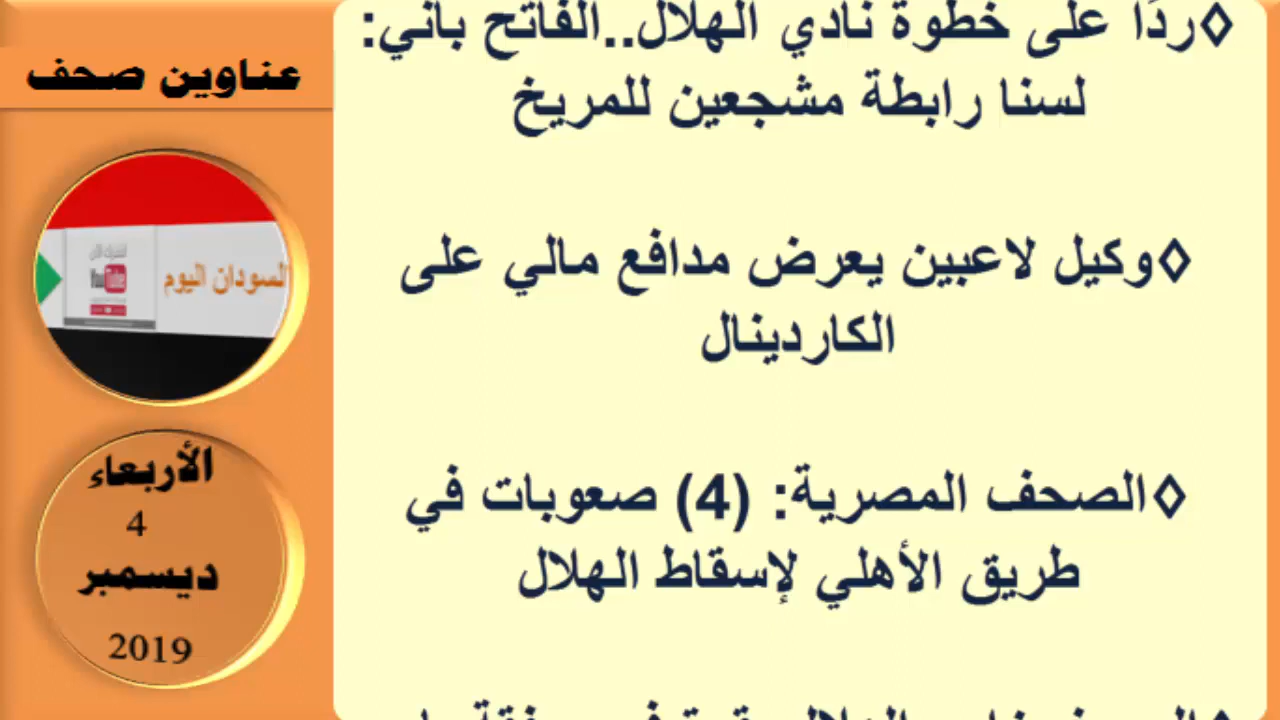 عناوين صحف
السودان اليوم
YouTube
الأربعاء
4
ديسمبر
2019
◊ردًا على خطوة نادي الهلال..الفاتح باني:
لسنا رابطة مشجعين للمريخ
◊وكيل لاعبين يعرض مدافع مالي على
الكاردينال
◊الصحف المصرية: (4) صعوبات في
طريق الأهلي لإسقاط الهلال